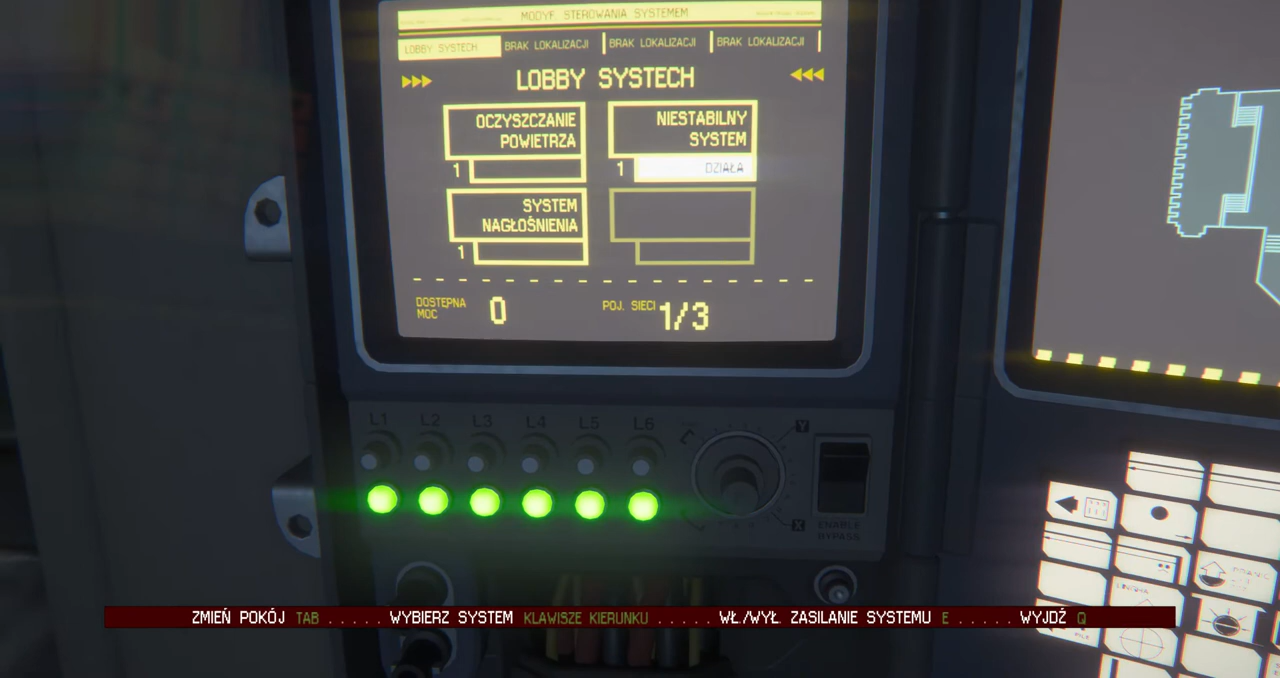 MODYF. STEROWANIA SYSTEMEM
LOBBY SYSTECH BRAK LOKALIZACJI BRAK LOKALIZACJI BRAK LOKALIZACJI
LOBBY SYSTECH
OCZYSZCZANIE
POWIETRZA
1
NIESTABILNY
SYSTEM
1 DZIAŁA
SYSTEM
NAGŁOŚNIENIA
1
DOSTĘPNA
MOC
0
POJ. SIECI 1/3
L1 L2 L3 L4 L5 L6
Y
X
ENABLE
BYPASS
ZMIEŃ POKÓJ TAB ..... WYBIERZ SYSTEM KLAWISZE KIERUNKU ..... WŁ./WYŁ. ZASILANIE SYSTEMU E ..... WYJDŹ Q